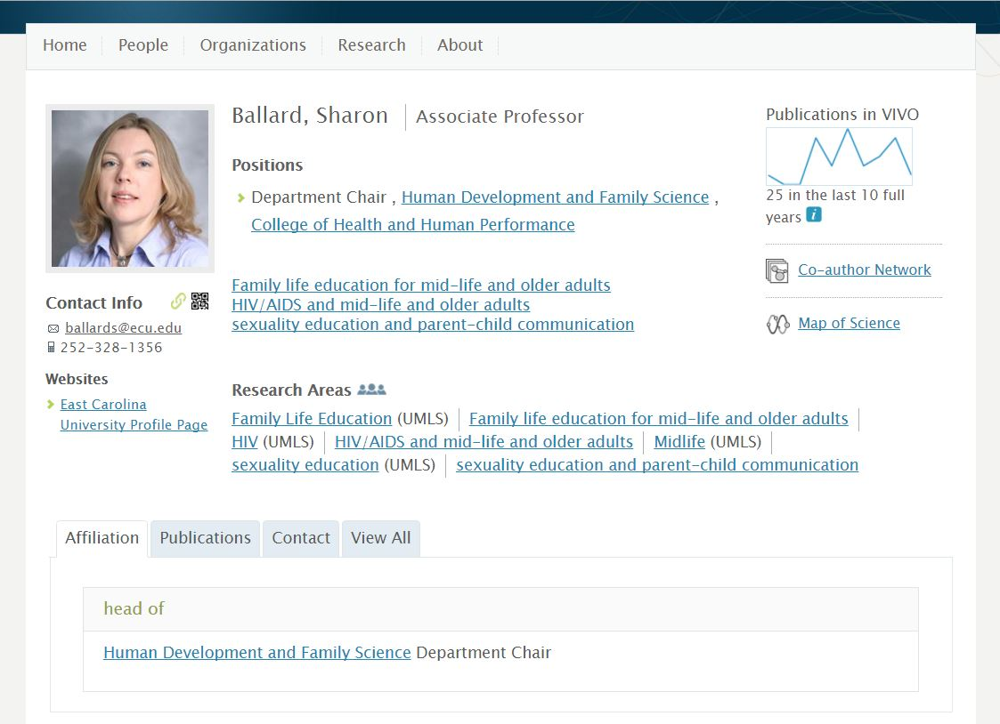 Home People Organizations Research About
Ballard, Sharon Associate Professor
Positions
Department Chair , Human Development and Family Science ,
College of Health and Human Performance
Family life education for mid-life and older adults
HIV/AIDS and mid-life and older adults
sexuality education and parent-child communication
Publications in VIVO
25 in the last 10 full
years i
Co-author Network
Map of Science
Contact Info
ballards@ecu.edu
252-328-1356
Websites
East Carolina
University Profile Page
Research Areas
Family Life Education (UMLS) Family life education for mid-life and older adults
HIV (UMLS) HIV/AIDS and mid-life and older adults Midlife (UMLS)
sexuality education (UMLS) sexuality education and parent-child communication
Affiliation Publications Contact View All
head of
Human Development and Family Science Department Chair